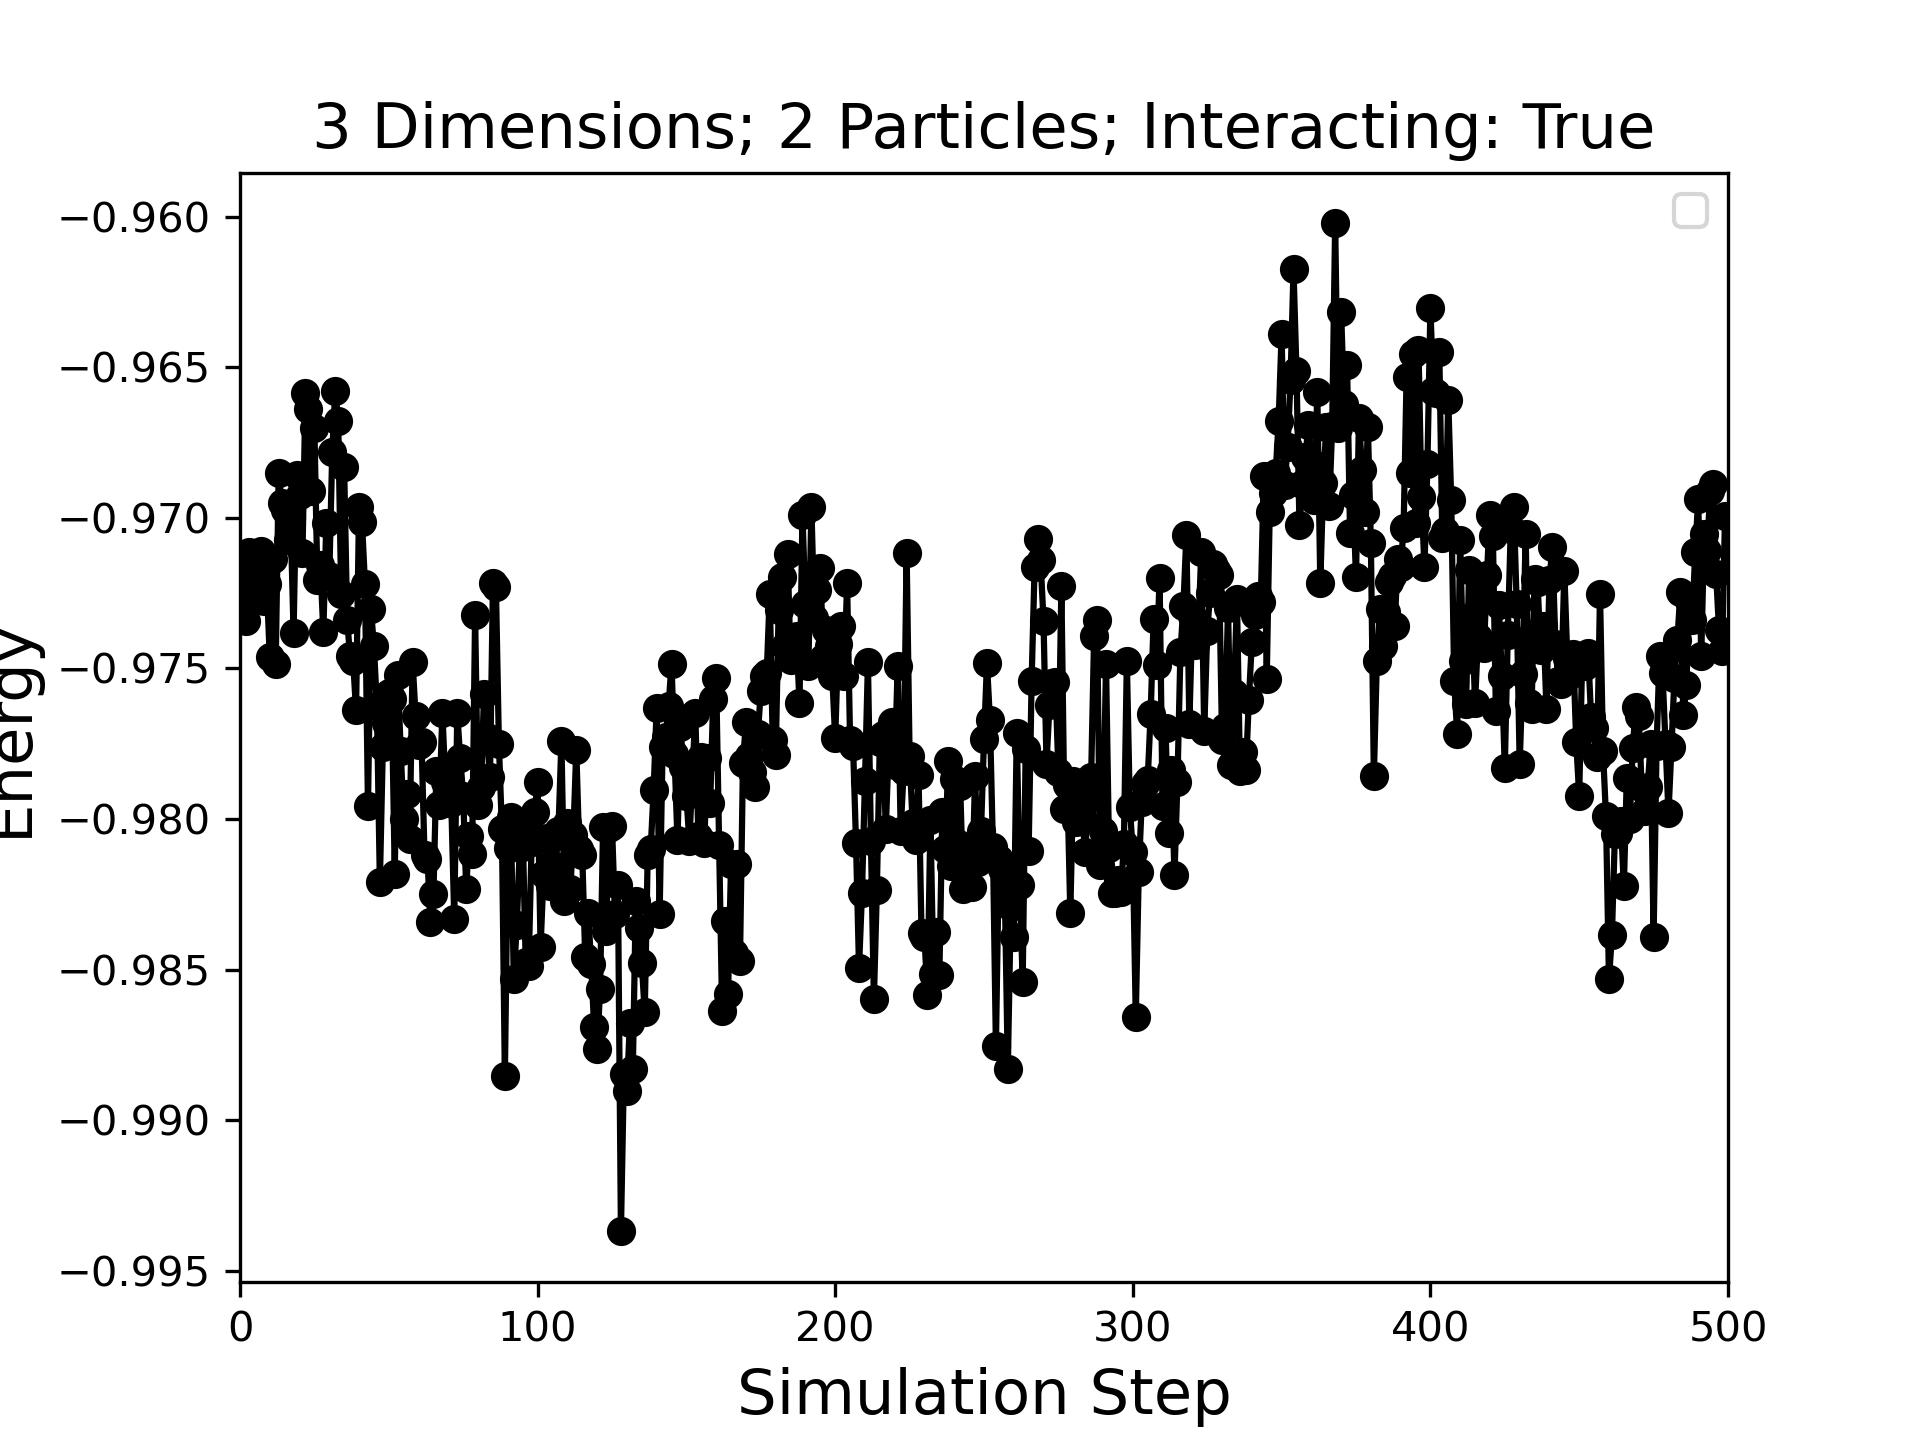 3 Dimensions; 2 Particles; Interacting: True
Energy
−0.960
−0.965
−0.970
−0.975
−0.980
−0.985
−0.990
−0.995
0 100 200 300 400 500
Simulation Step